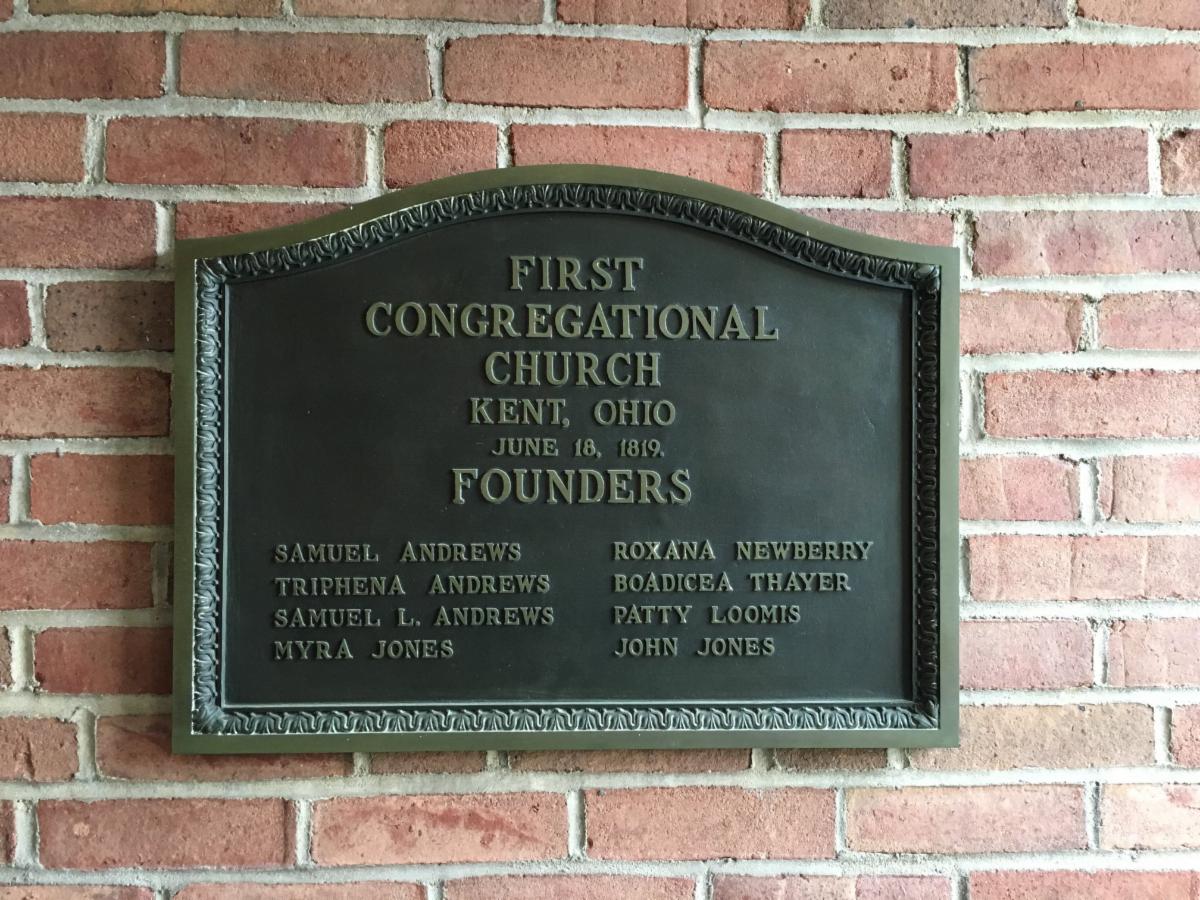 FIRST
CONGREGATIONAL
CHURCH
KENT, OHIO
JUNE 18, 1819.
FOUNDERS
SAMUEL ANDREWS
TRIPHENA ANDREWS
SAMUEL L. ANDREWS
MYRA JONES
ROXANA NEWBERRY
BOADICEA THAYER
PATTY LOOMIS
JOHN JONES